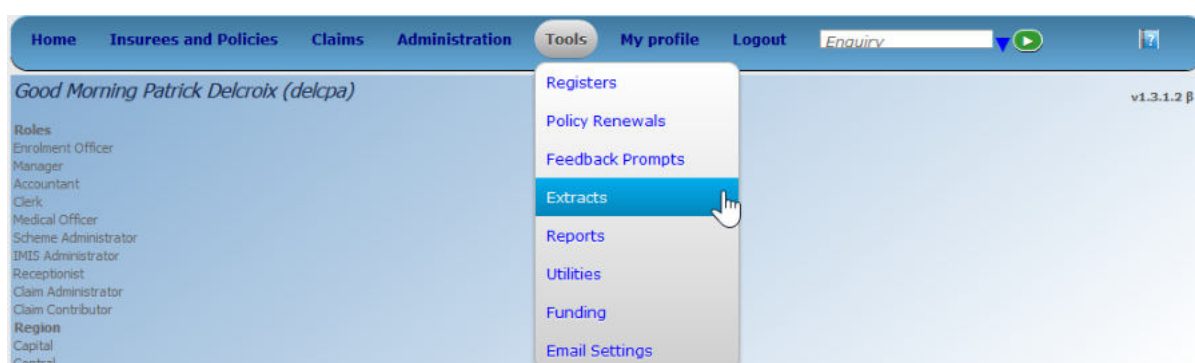 Home Insurees and Policies Claims Administration Tools My profile Logout Enquiry
Good Morning Patrick Delcroix (delcpa)
v1.3.1.2 β
Registers
Policy Renewals
Feedback Prompts
Extracts
Reports
Utilities
Funding
Email Settings
Roles
Enrolment Officer
Manager
Accountant
Clerk
Medical Officer
Scheme Administrator
IMIS Administrator
Receptionist
Claim Administrator
Claim Contributor
Region
Capital
Central